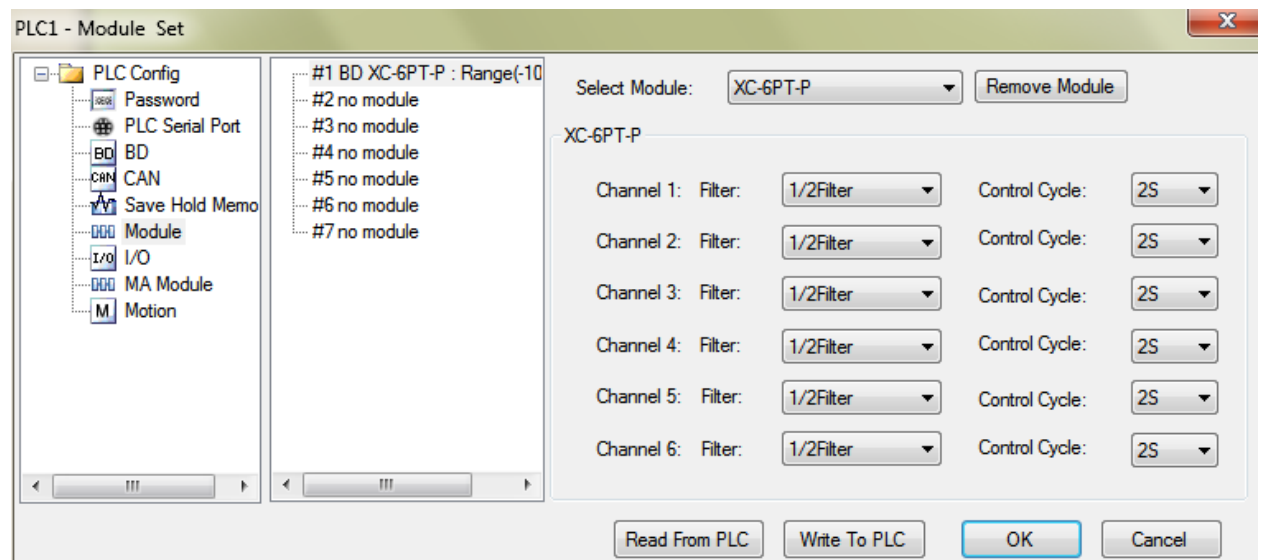 PLC1 - Module Set
X
PLC Config
Password
PLC Serial Port
BD BD
CAN CAN
Save Hold Memo
Module
I/O I/O
MA Module
M Motion
#1 BD XC-6PT-P : Range(-10
#2 no module
#3 no module
#4 no module
#5 no module
#6 no module
#7 no module
Select Module: XC-6PT-P Remove Module
XC-6PT-P
Channel 1: Filter: 1/2Filter Control Cycle: 2S
Channel 2: Filter: 1/2Filter Control Cycle: 2S
Channel 3: Filter: 1/2Filter Control Cycle: 2S
Channel 4: Filter: 1/2Filter Control Cycle: 2S
Channel 5: Filter: 1/2Filter Control Cycle: 2S
Channel 6: Filter: 1/2Filter Control Cycle: 2S
Read From PLC Write To PLC OK Cancel